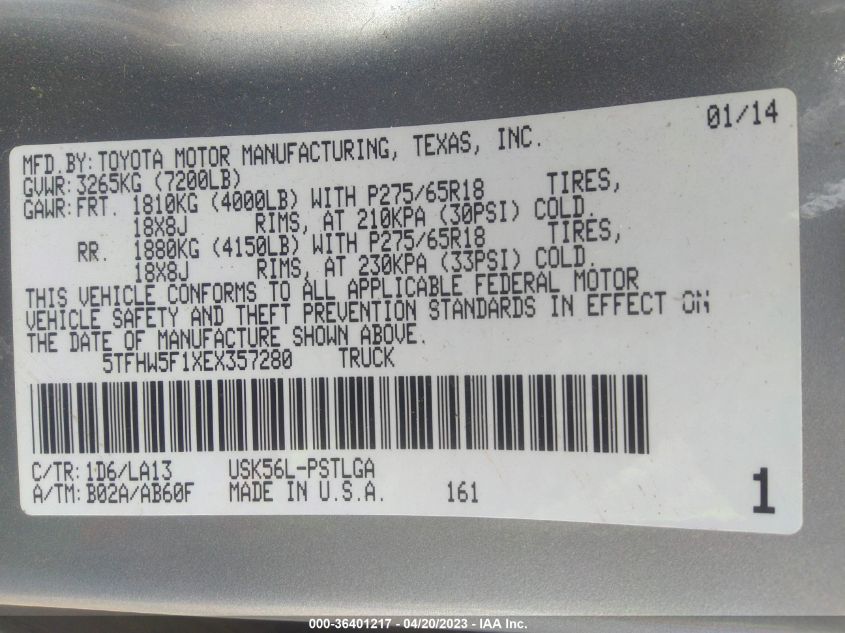 01/14
MFD.BY:TOYOTA MOTOR MANUFACTURING, TEXAS, INC.
GVWR:3265KG (7200LB)
GAWR:FRT. 1810KG (4000LB) WITH P275/65R18 TIRES,
18X8J RIMS, AT 210KPA (30PSI) COLD.
RR. 1880KG (4150LB) WITH P275/65R18 TIRES,
18X8J RIMS, AT 230KPA (33PSI) COLD.
THIS VEHICLE CONFORMS TO ALL APPLICABLE FEDERAL MOTOR
VEHICLE SAFETY AND THEFT PREVENTION STANDARDS IN EFFECT ON
THE DATE OF MANUFACTURE SHOWN ABOVE.
5TFHW5F1XEX357280 TRUCK
C/TR:1D6/LA13 USK56L-PSTLGA
A/TM:B02A/AB60F MADE IN U.S.A. 161
1
000-36401217 - 04/20/2023 - IAA Inc.